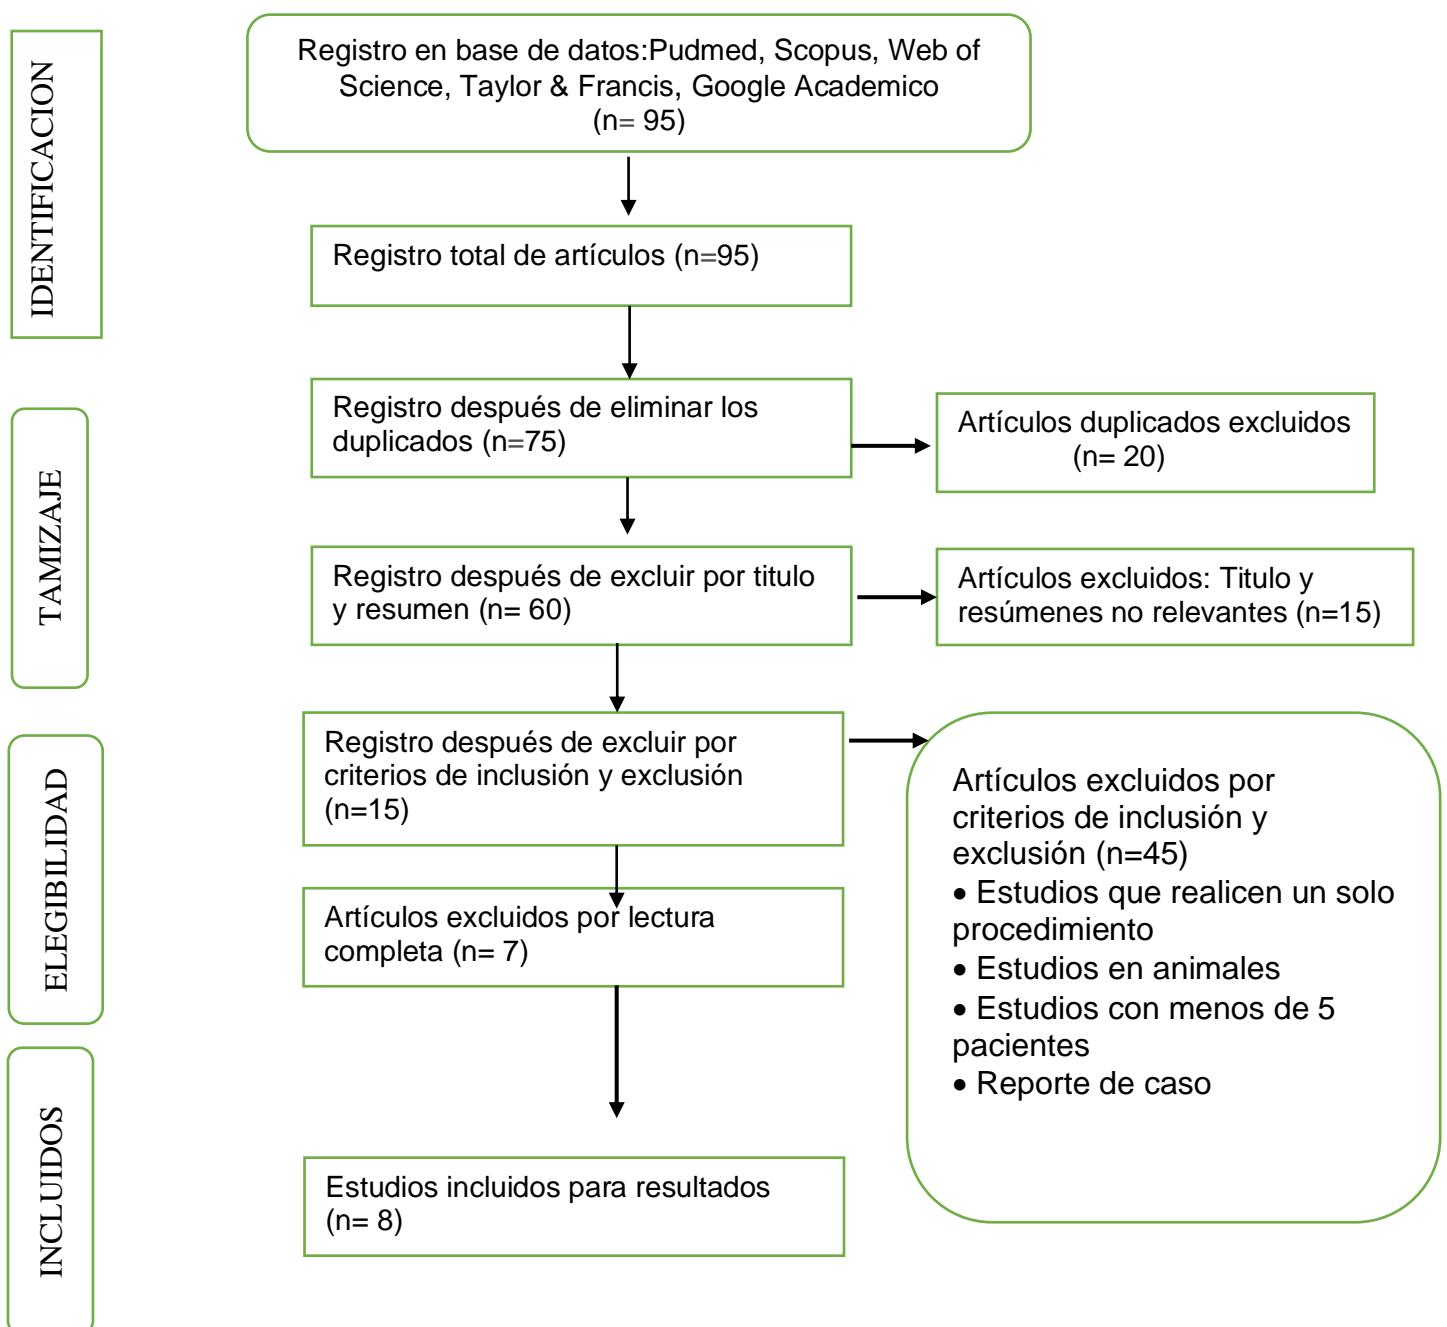 IDENTIFICACION
Registro en base de datos:Pudmed, Scopus, Web of
Science, Taylor & Francis, Google Academico
(n= 95)
Registro total de artículos (n=95)
TAMIZAJE
Registro después de eliminar los
duplicados (n=75)
Artículos duplicados excluidos
(n= 20)
Registro después de excluir por titulo
y resumen (n= 60)
Artículos excluidos: Titulo y
resúmenes no relevantes (n=15)
ELEGIBILIDAD
Registro después de excluir por
criterios de inclusión y exclusión
(n=15)
Artículos excluidos por
criterios de inclusión y
exclusión (n=45)
• Estudios que realicen un solo
procedimiento
• Estudios en animales
• Estudios con menos de 5
pacientes
• Reporte de caso
Artículos excluidos por lectura
completa (n= 7)
INCLUIDOS
Estudios incluidos para resultados
(n= 8)